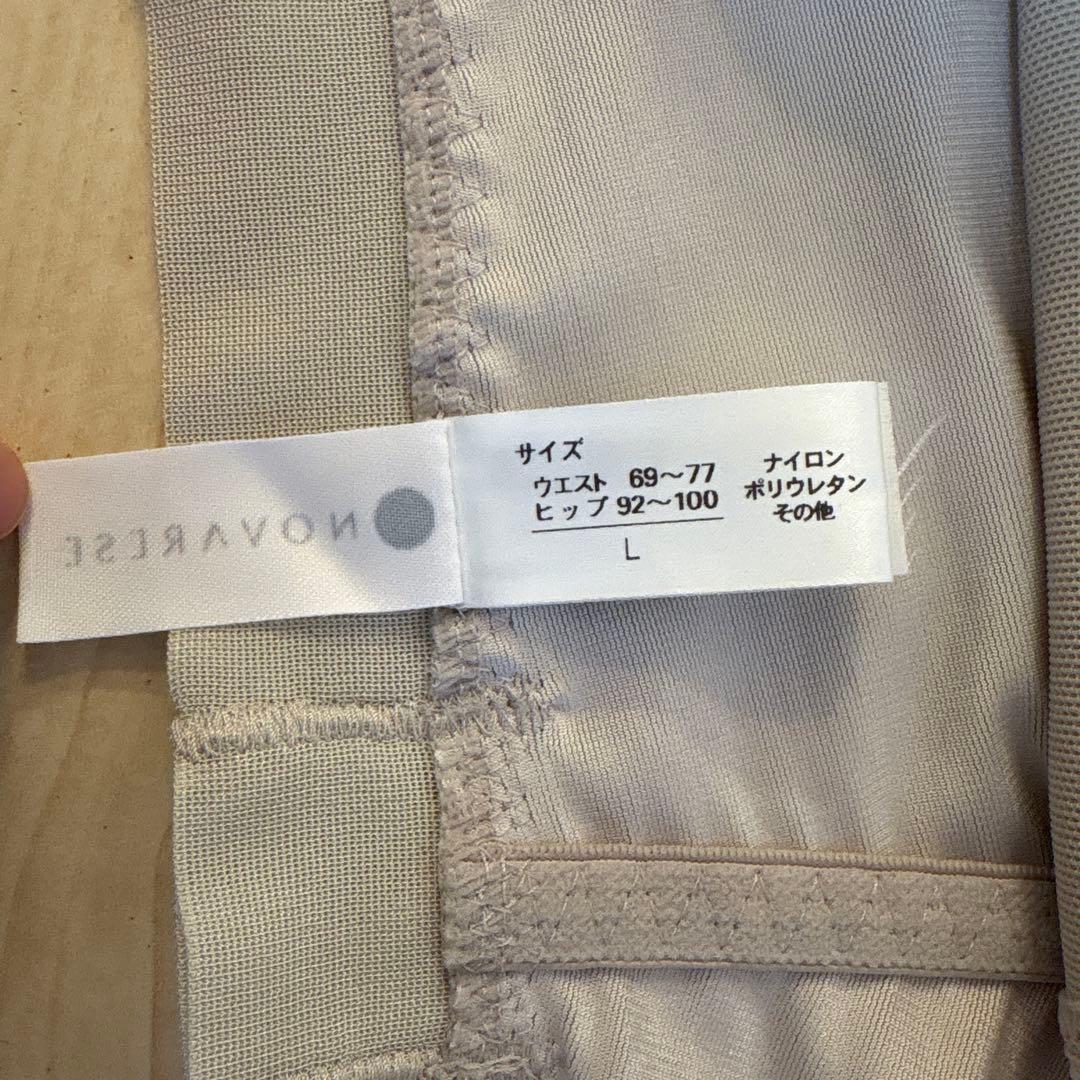 NOVARESE
サイズ
ウエスト 69〜77
ヒップ 92〜100
L
ナイロン
ポリウレタン
その他